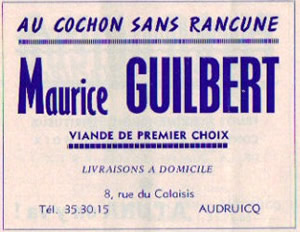 AU COCHON SANS RANCUNE
Maurice GUILBERT
VIANDE DE PREMIER CHOIX
LIVRAISONS A DOMICILE
8, rue du Calaisis
Tél. 35.30.15 AUDRUICQ